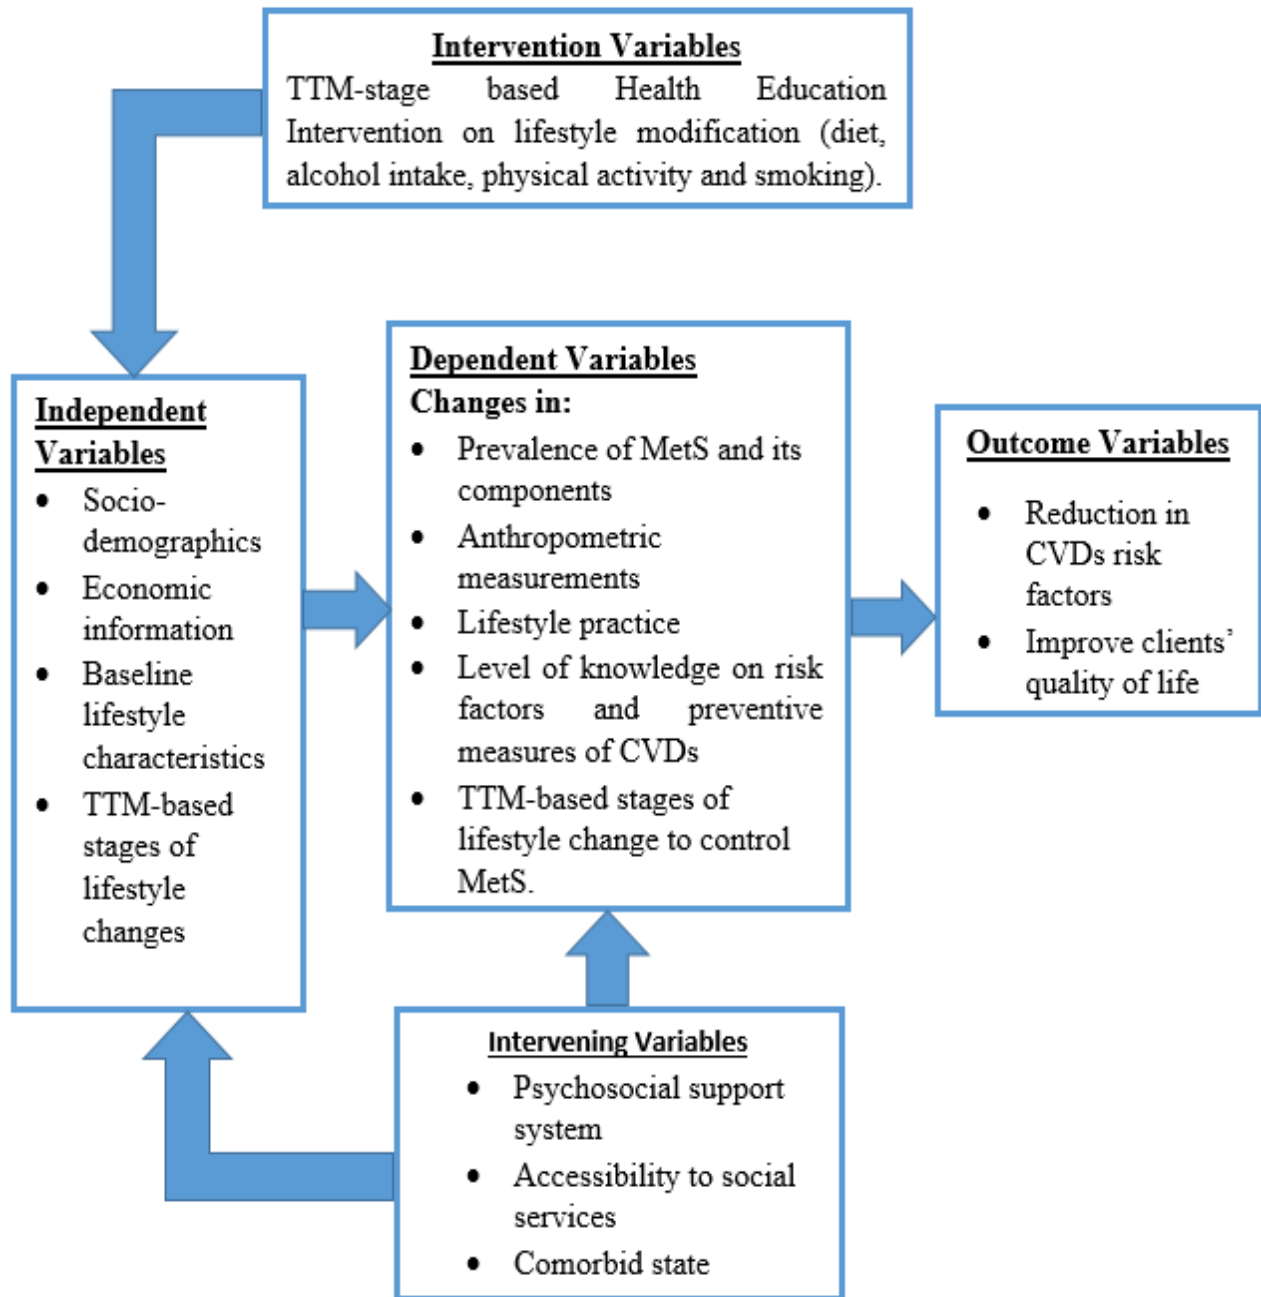 Intervention Variables
TTM-stage based Health Education
Intervention on lifestyle modification (diet,
alcohol intake, physical activity and smoking).
Independent
Variables
• Socio-
demographics
• Economic
information
• Baseline
lifestyle
characteristics
• TTM-based
stages of
lifestyle
changes
Dependent Variables
Changes in:
• Prevalence of MetS and its
components
• Anthropometric
measurements
• Lifestyle practice
• Level of knowledge on risk
factors and preventive
measures of CVDs
• TTM-based stages of
lifestyle change to control
MetS.
Outcome Variables
• Reduction in
CVDs risk
factors
• Improve clients’
quality of life
Intervening Variables
• Psychosocial support
system
• Accessibility to social
services
• Comorbid state